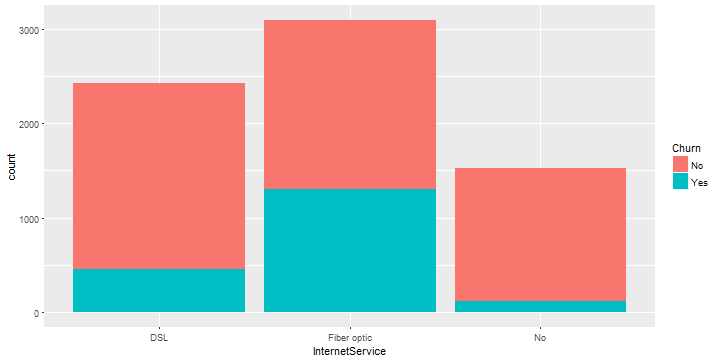 3000
2000
1000
0
count
DSL
Fiber optic
No
InternetService
Churn
No
Yes